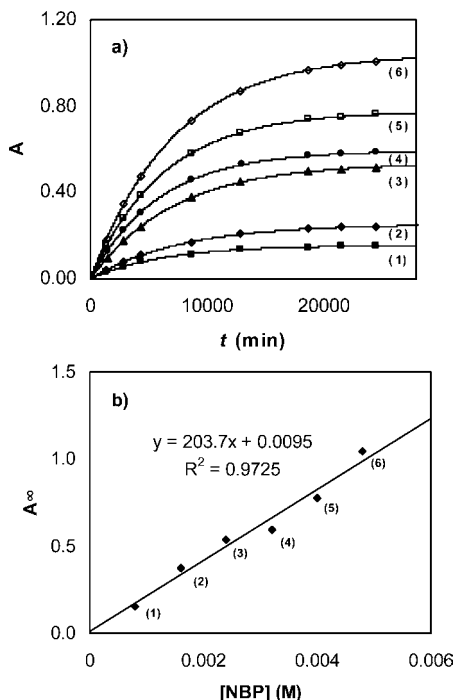 a)
1.20
0.80
0.40
0.00
A
(6)
(5)
(4)
(3)
(2)
(1)
0 10000 20000
t (min)
b)
1.5
1.0
0.5
0.0
A∞
y = 203.7x + 0.0095
R² = 0.9725
(1)
(2)
(3)
(4)
(5)
(6)
0 0.002 0.004 0.006
[NBP] (M)